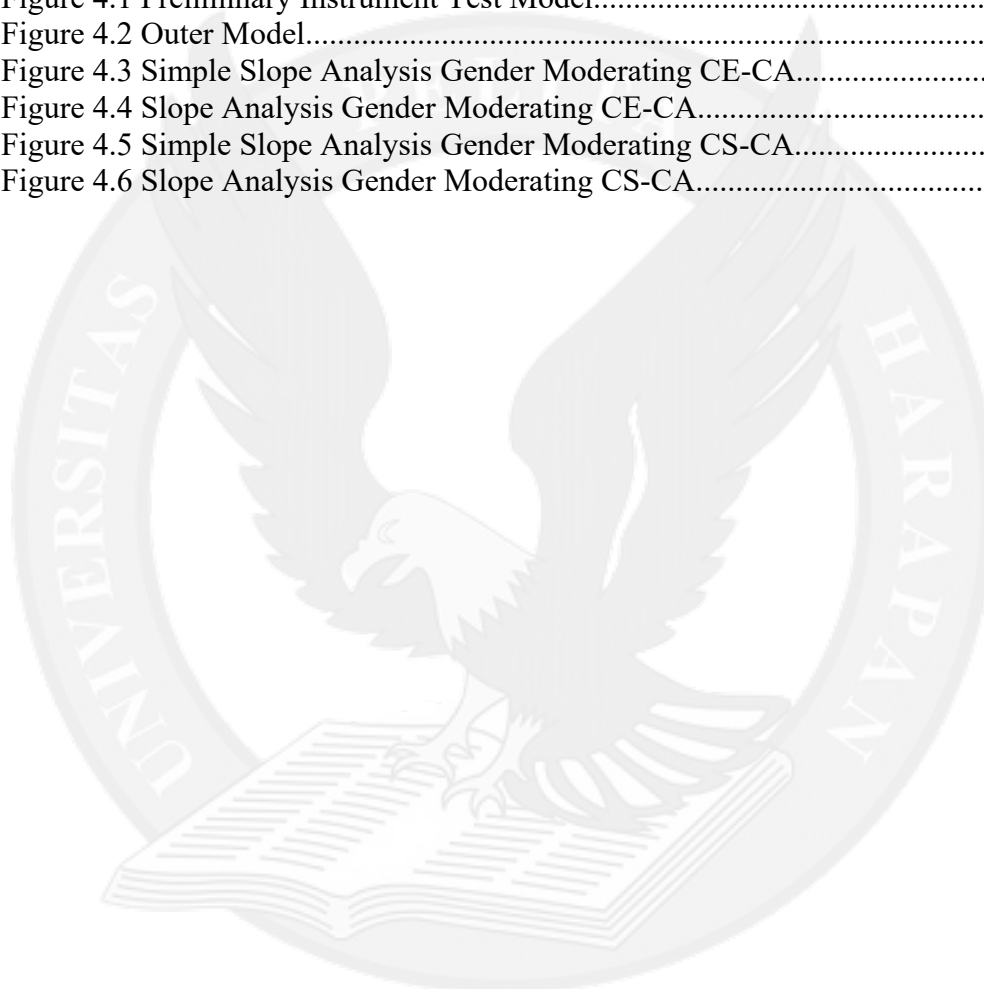 Figure 4.1 Preliminary Instrument Test Model...........................................
Figure 4.2 Outer Model....................................................................................
Figure 4.3 Simple Slope Analysis Gender Moderating CE-CA.....................
Figure 4.4 Slope Analysis Gender Moderating CE-CA.................................
Figure 4.5 Simple Slope Analysis Gender Moderating CS-CA.....................
Figure 4.6 Slope Analysis Gender Moderating CS-CA.................................
UNIVERSITAS
HARAPAN